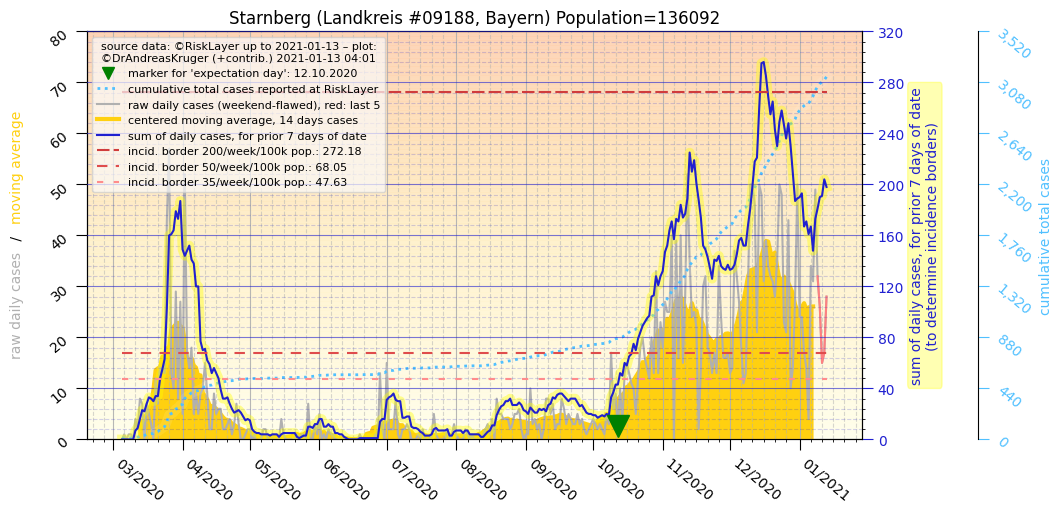 Starnberg (Landkreis #09188, Bayern) Population=136092
source data: ©RiskLayer up to 2021-01-13 – plot:
©DrAndreasKruger (+contrib.) 2021-01-13 04:01
marker for 'expectation day': 12.10.2020
cumulative total cases reported at RiskLayer
raw daily cases (weekend-flawed), red: last 5
centered moving average, 14 days cases
sum of daily cases, for prior 7 days of date
incid. border 200/week/100k pop.: 272.18
incid. border 50/week/100k pop.: 68.05
incid. border 35/week/100k pop.: 47.63
raw daily cases / moving average
80
70
60
50
40
30
20
10
0
03/2020
04/2020
05/2020
06/2020
07/2020
08/2020
09/2020
10/2020
11/2020
12/2020
01/2021
320
280
240
200
160
120
80
40
0
sum of daily cases, for prior 7 days of date
(to determine incidence borders)
3,520
3,080
2,640
2,200
1,760
1,320
880
440
0
cumulative total cases